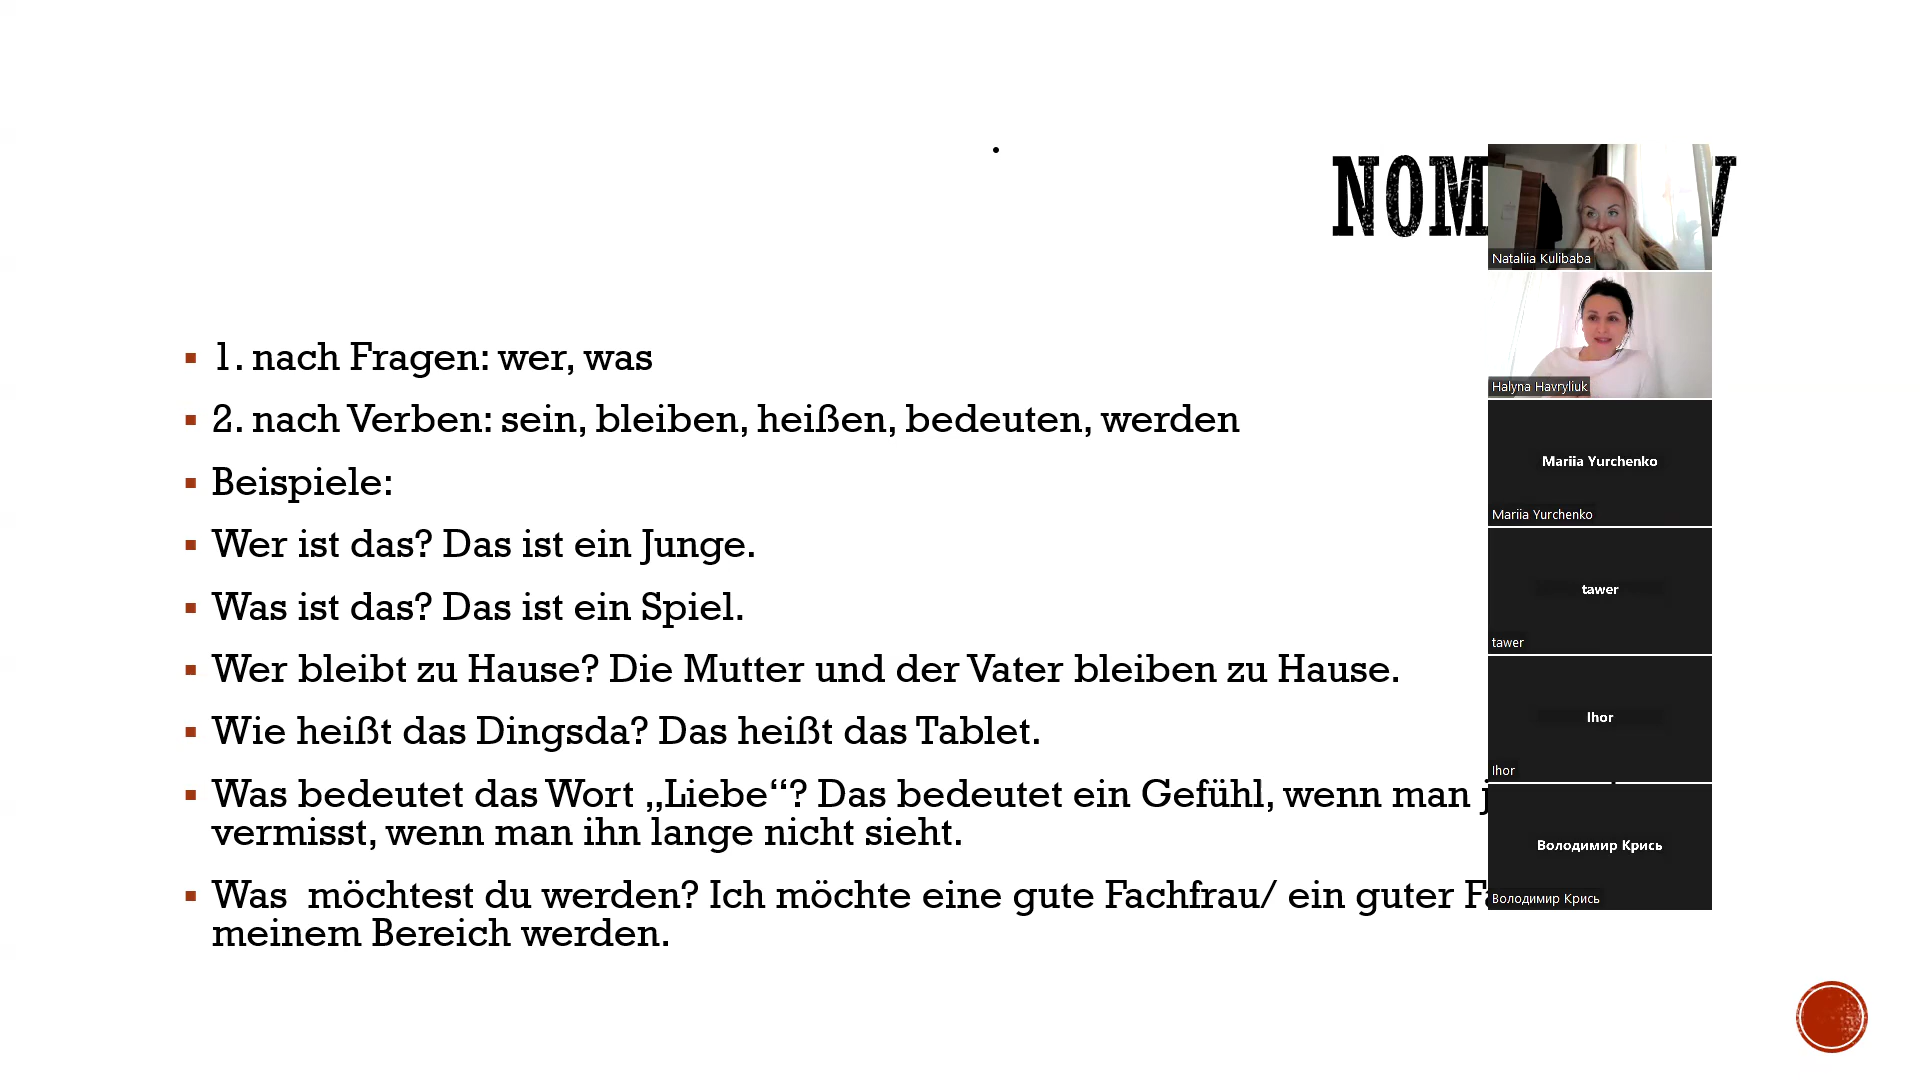 NOM V
1. nach Fragen: wer, was
2. nach Verben: sein, bleiben, heißen, bedeuten, werden
Beispiele:
Wer ist das? Das ist ein Junge.
Was ist das? Das ist ein Spiel.
Wer bleibt zu Hause? Die Mutter und der Vater bleiben zu Hause.
Wie heißt das Dingsda? Das heißt das Tablet.
Was bedeutet das Wort „Liebe“? Das bedeutet ein Gefühl, wenn man
vermisst, wenn man ihn lange nicht sieht.
Was möchtest du werden? Ich möchte eine gute Fachfrau/ ein guter
meinem Bereich werden.
Nataliia Kulibaba
Halyna Havryliuk
Mariia Yurchenko
Mariia Yurchenko
tawer
tawer
Ihor
Ihor
Володимир Крись
Володимир Крись